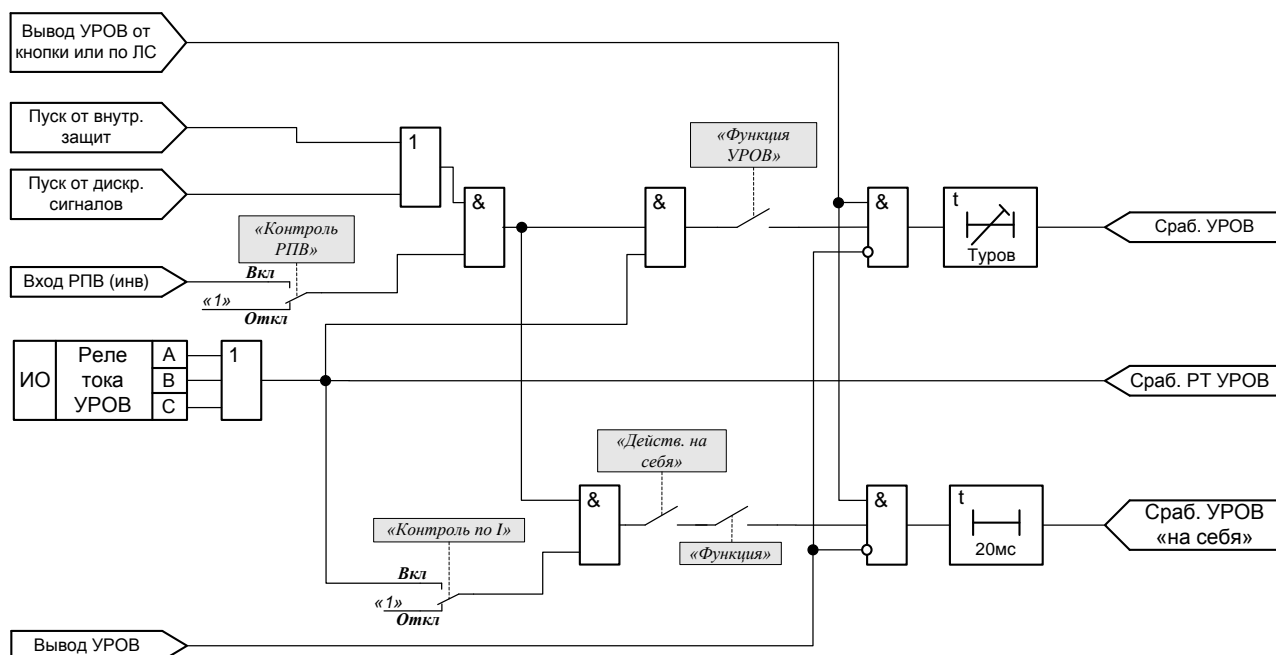 Вывод УРОВ от
кнопки или по ЛС
Пуск от внутр.
защит
Пуск от дискр.
сигналов
1
&
«Контроль
РПВ»
Вкл
Вход РПВ (инв)
«1»
Откл
&
«Функция
УРОВ»
&
t
Туров
Сраб. УРОВ
ИО
Реле
тока
УРОВ
A
B
C
1
Сраб. РТ УРОВ
«Действ. на
себя»
&
«Функция»
&
t
20мс
Сраб. УРОВ
«на себя»
«Контроль по I»
Вкл
«1»
Откл
Вывод УРОВ